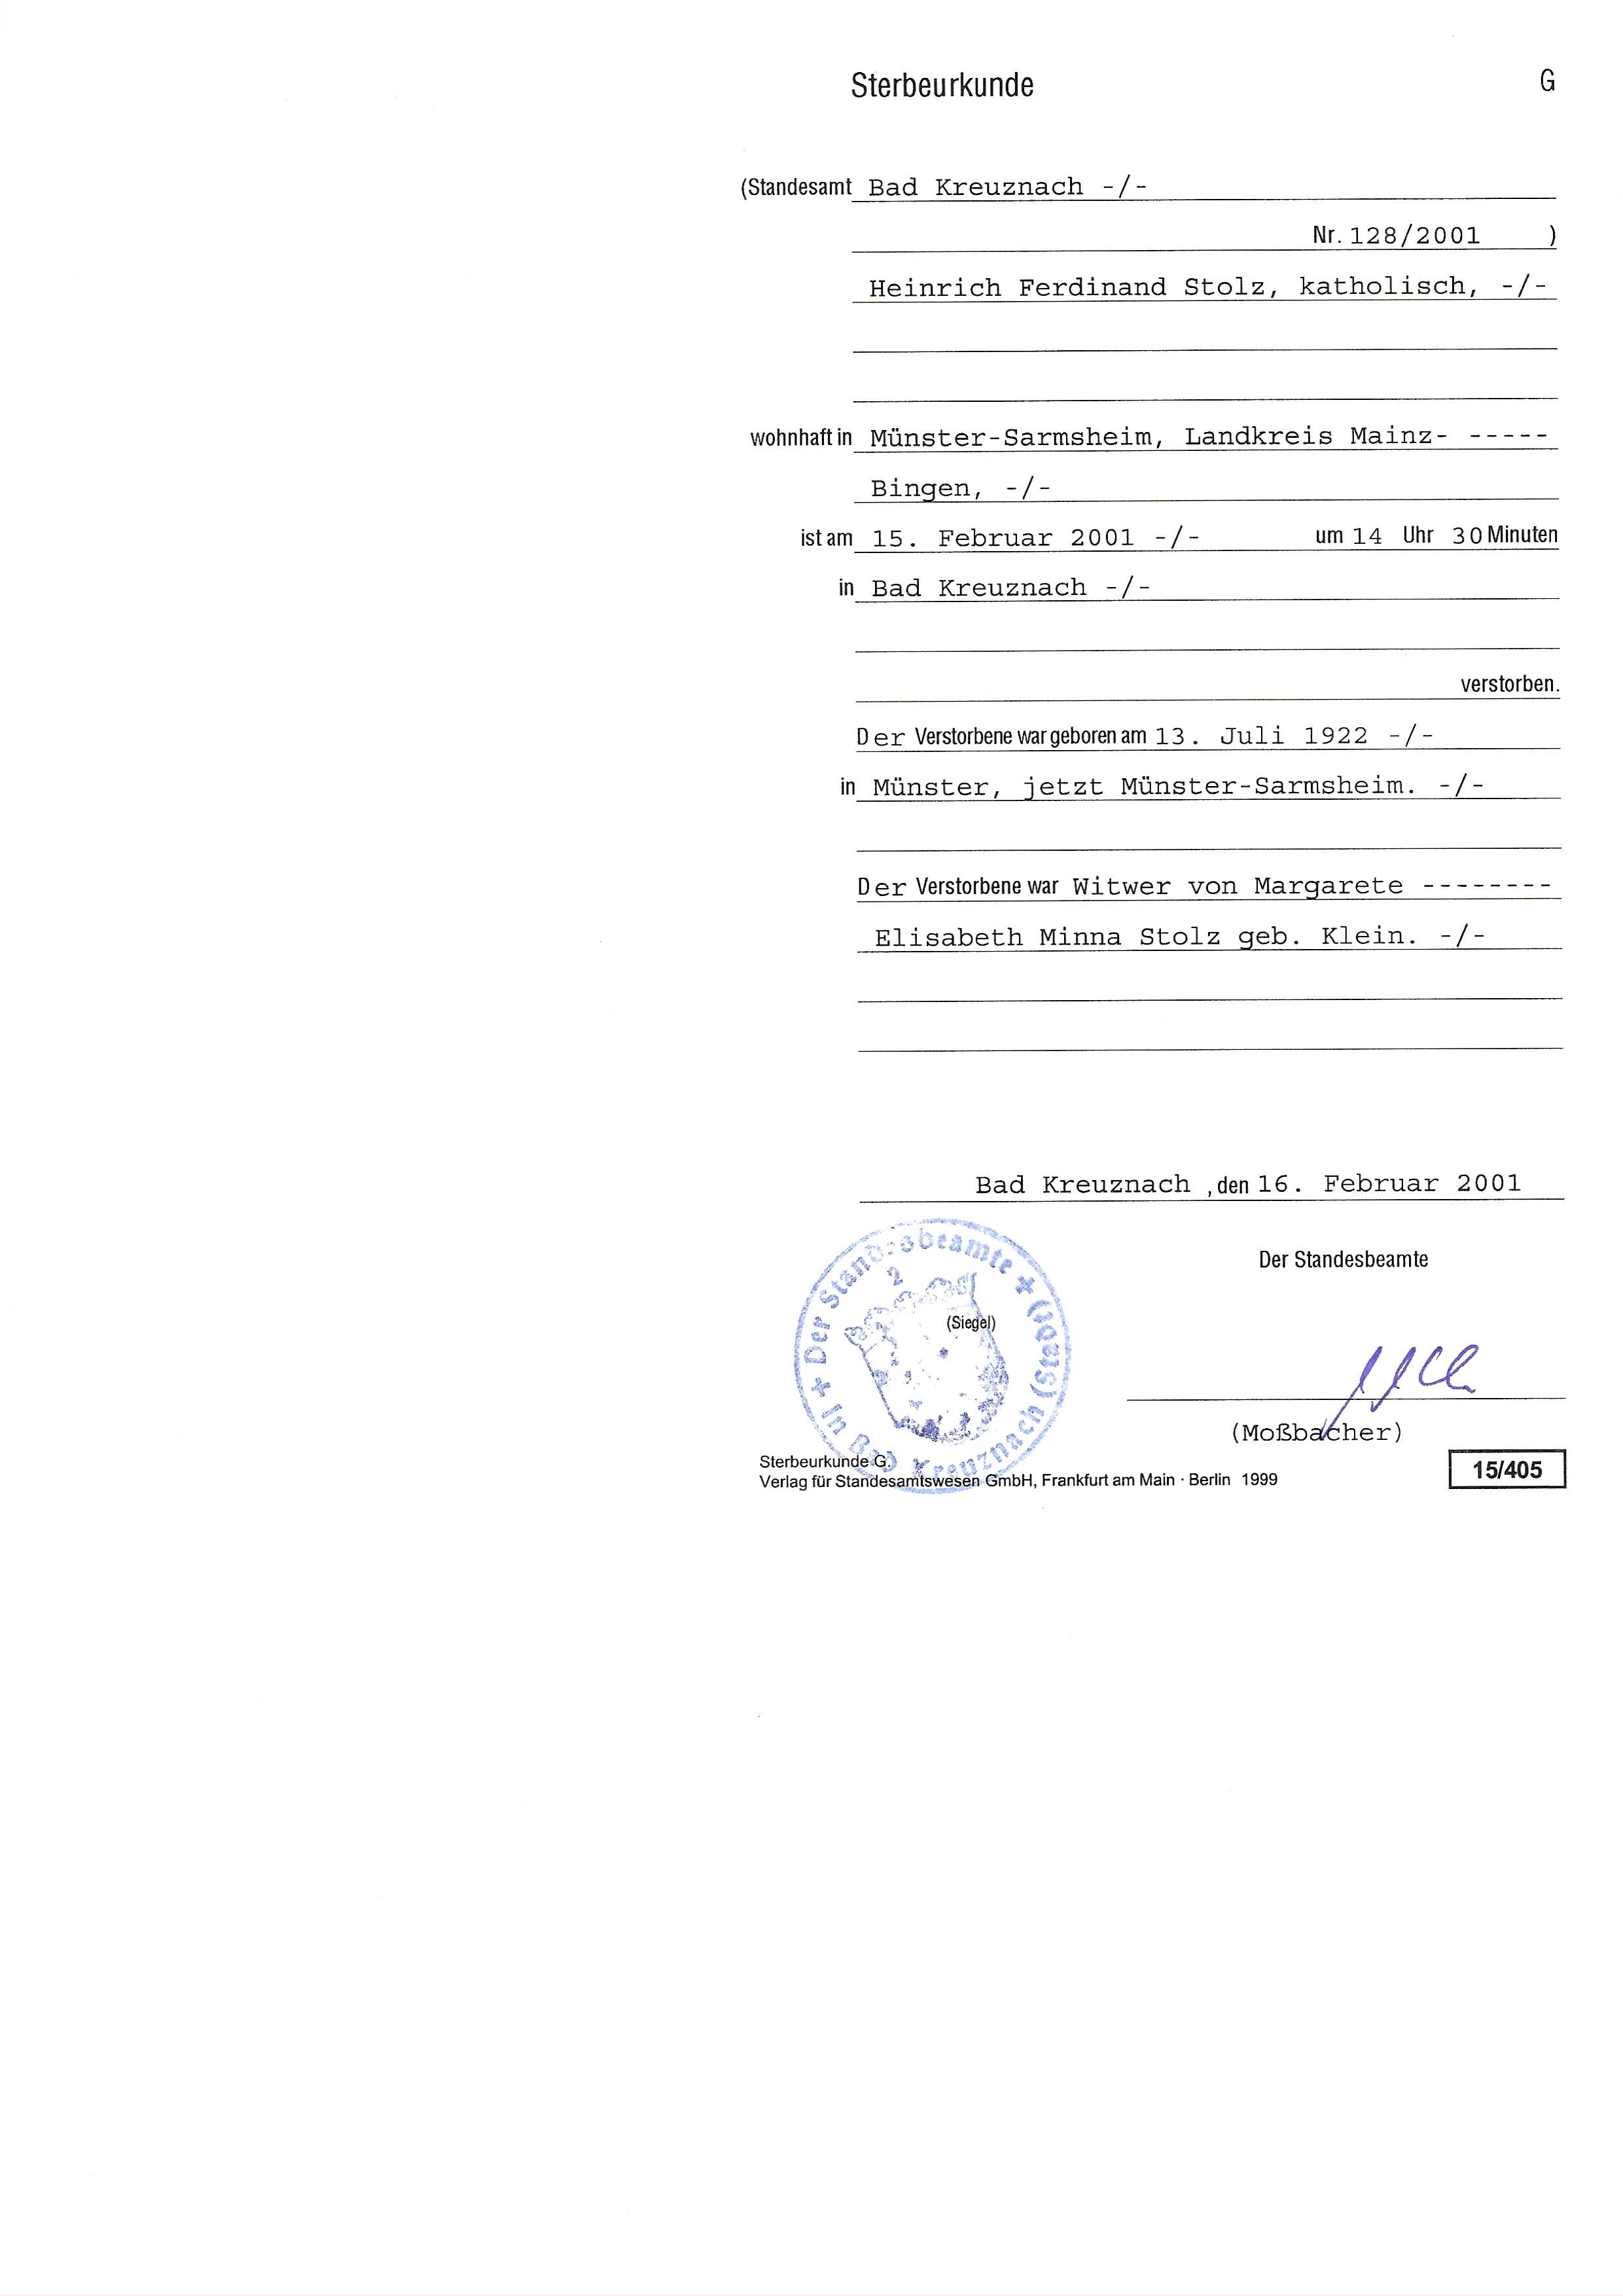 Sterbeurkunde G
(Standesamt Bad Kreuznach -/-
Nr. 128/2001 )
Heinrich Ferdinand Stolz, katholisch, -/-
wohnhaft in Münster-Sarmsheim, Landkreis Mainz- -----
Bingen, -/-
ist am 15. Februar 2001 -/- um 14 Uhr 30 Minuten
in Bad Kreuznach -/-
verstorben.
Der Verstorbene war geboren am 13. Juli 1922 -/-
in Münster, jetzt Münster-Sarmsheim. -/-
Der Verstorbene war Witwer von Margarete --------
Elisabeth Minna Stolz geb. Klein. -/-
Bad Kreuznach , den 16. Februar 2001
Der Standesbeamte + in Bad Kreuznach (Stadt) +
2
(Siegel)
Der Standesbeamte
(Moßbacher)
Sterbeurkunde G.
Verlag für Standesamtswesen GmbH, Frankfurt am Main · Berlin 1999
15/405